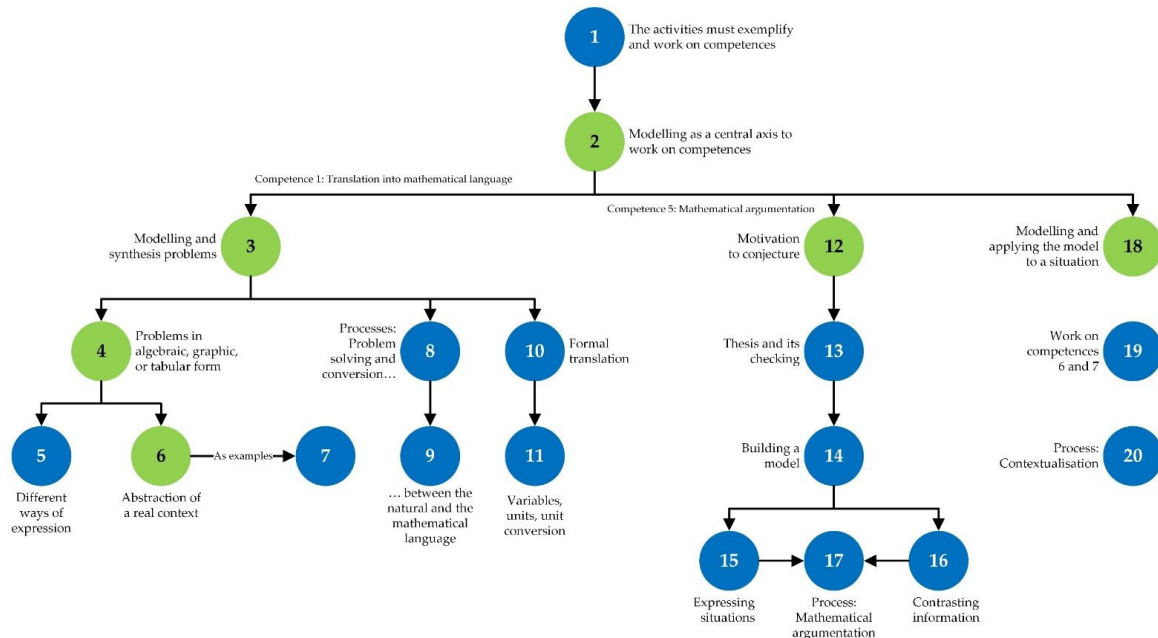 1
The activities must exemplify
and work on competences
2
Modelling as a central axis to
work on competences
Competence 1: Translation into mathematical language
Competence 5: Mathematical argumentation
Modelling and
synthesis problems
3
Motivation
to conjecture
12
Modelling and
applying the model
to a situation
18
4
Problems in
algebraic, graphic,
or tabular form
Processes:
Problem
solving and
conversion...
8
10
Formal
translation
Thesis and its
checking
13
Work on
competences
6 and 7
19
5
Different
ways of
expression
6
Abstraction of
a real context
As examples
7
9
... between the
natural and the
mathematical
language
11
Variables,
units, unit
conversion
Building a
model
14
Process:
Contextualisation
20
15
Expressing
situations
17
Process:
Mathematical
argumentation
16
Contrasting
information